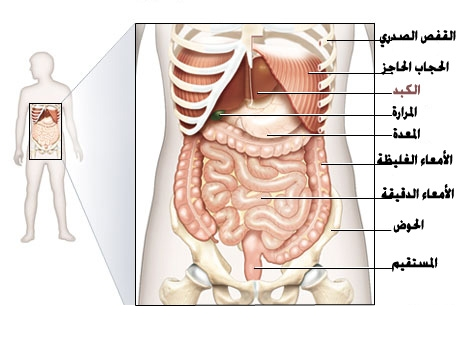 القفص الصدري
الحجاب الحاجز
الكبد
المرارة
المعدة
الأمعاء الغليظة
الأمعاء الدقيقة
الحوض
المستقيم